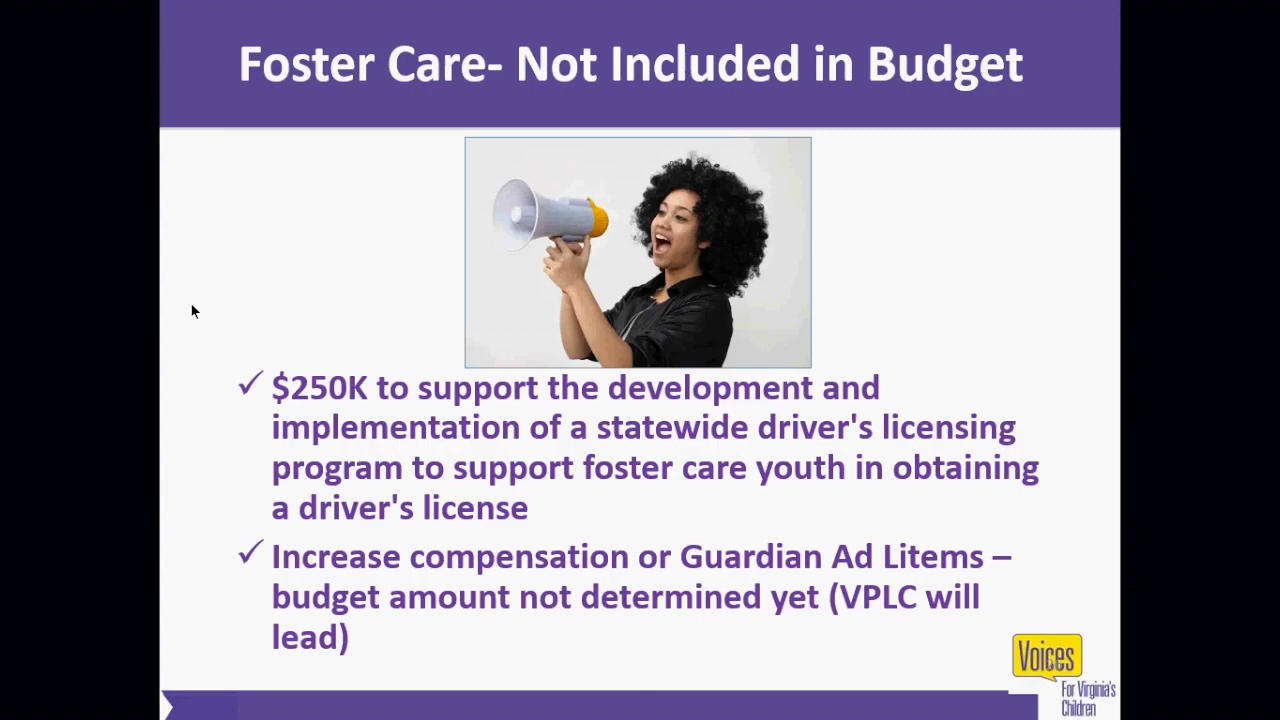 Foster Care- Not Included in Budget
✓ $250K to support the development and
implementation of a statewide driver's licensing
program to support foster care youth in obtaining
a driver's license
✓ Increase compensation or Guardian Ad Litems –
budget amount not determined yet (VPLC will
lead)
Voices
For Virginia's
Children